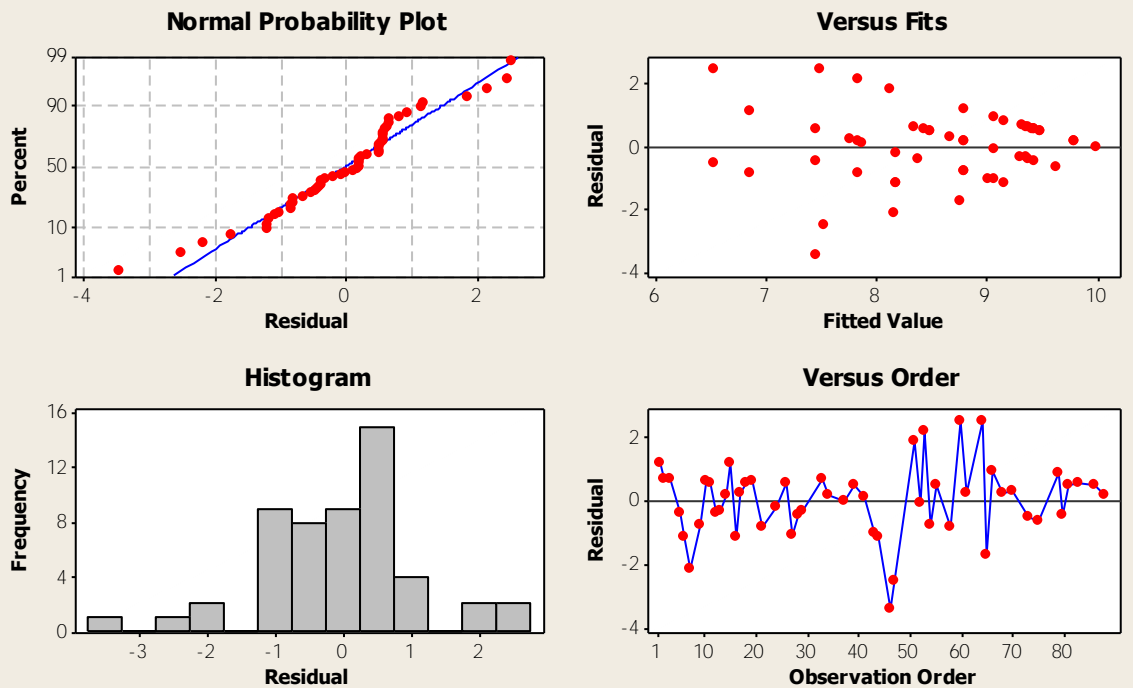 Normal Probability Plot
99
90
50
10
1
Percent
-4 -2 0 2
Residual
Versus Fits
2
0
-2
-4
Residual
6 7 8 9 10
Fitted Value
Histogram
16
12
8
4
0
Frequency
-3 -2 -1 0 1 2
Residual
Versus Order
2
0
-2
-4
Residual
1 10 20 30 40 50 60 70 80
Observation Order